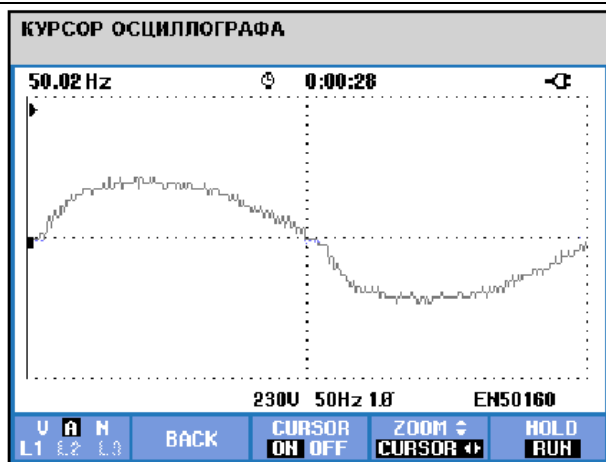 КУРСОР ОСЦИЛЛОГРАФА
50.02 Hz 0:00:28
230V 50Hz 1.0 EN50160
V A N BACK CURSOR ZOOM HOLD
L1 L2 L3 ON OFF CURSOR RUN